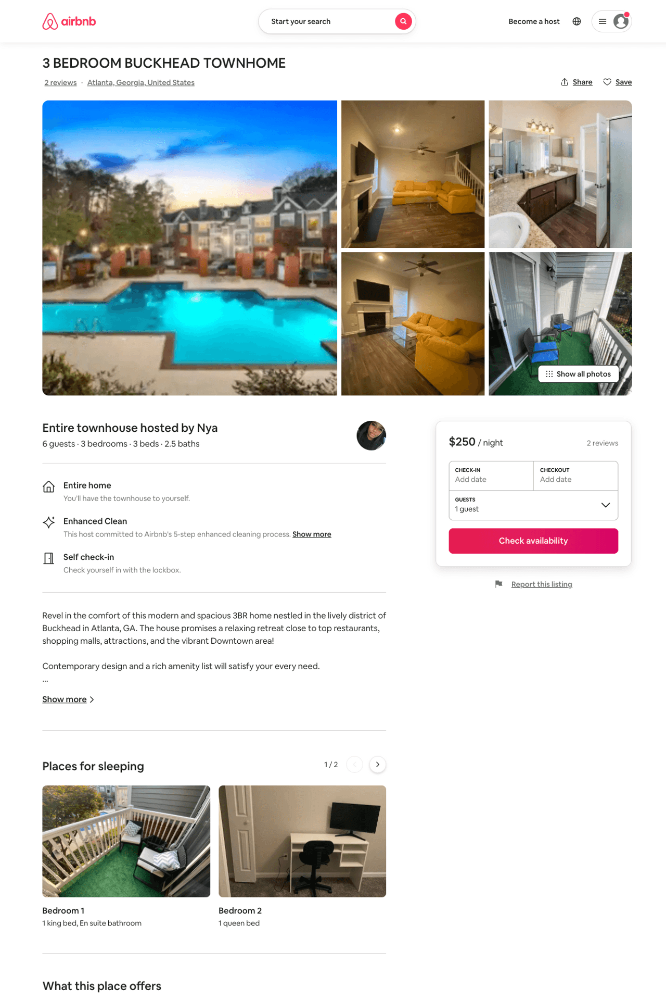 airbnb
Start your search
Become a host
3 BEDROOM BUCKHEAD TOWNHOME
2 reviews · Atlanta, Georgia, United States
Share
Save
Show all photos
Entire townhouse hosted by Nya
6 guests · 3 bedrooms · 3 beds · 2.5 baths
Entire home
You'll have the townhouse to yourself.
Enhanced Clean
This host committed to Airbnb's 5-step enhanced cleaning process. Show more
Self check-in
Check yourself in with the lockbox.
$250 / night
2 reviews
CHECK-IN
Add date
CHECKOUT
Add date
GUESTS
1 guest
Check availability
Report this listing
Revel in the comfort of this modern and spacious 3BR home nestled in the lively district of
Buckhead in Atlanta, GA. The house promises a relaxing retreat close to top restaurants,
shopping malls, attractions, and the vibrant Downtown area!
Contemporary design and a rich amenity list will satisfy your every need.
...
Show more
Places for sleeping
1 / 2
Bedroom 1
1 king bed, En suite bathroom
Bedroom 2
1 queen bed
What this place offers